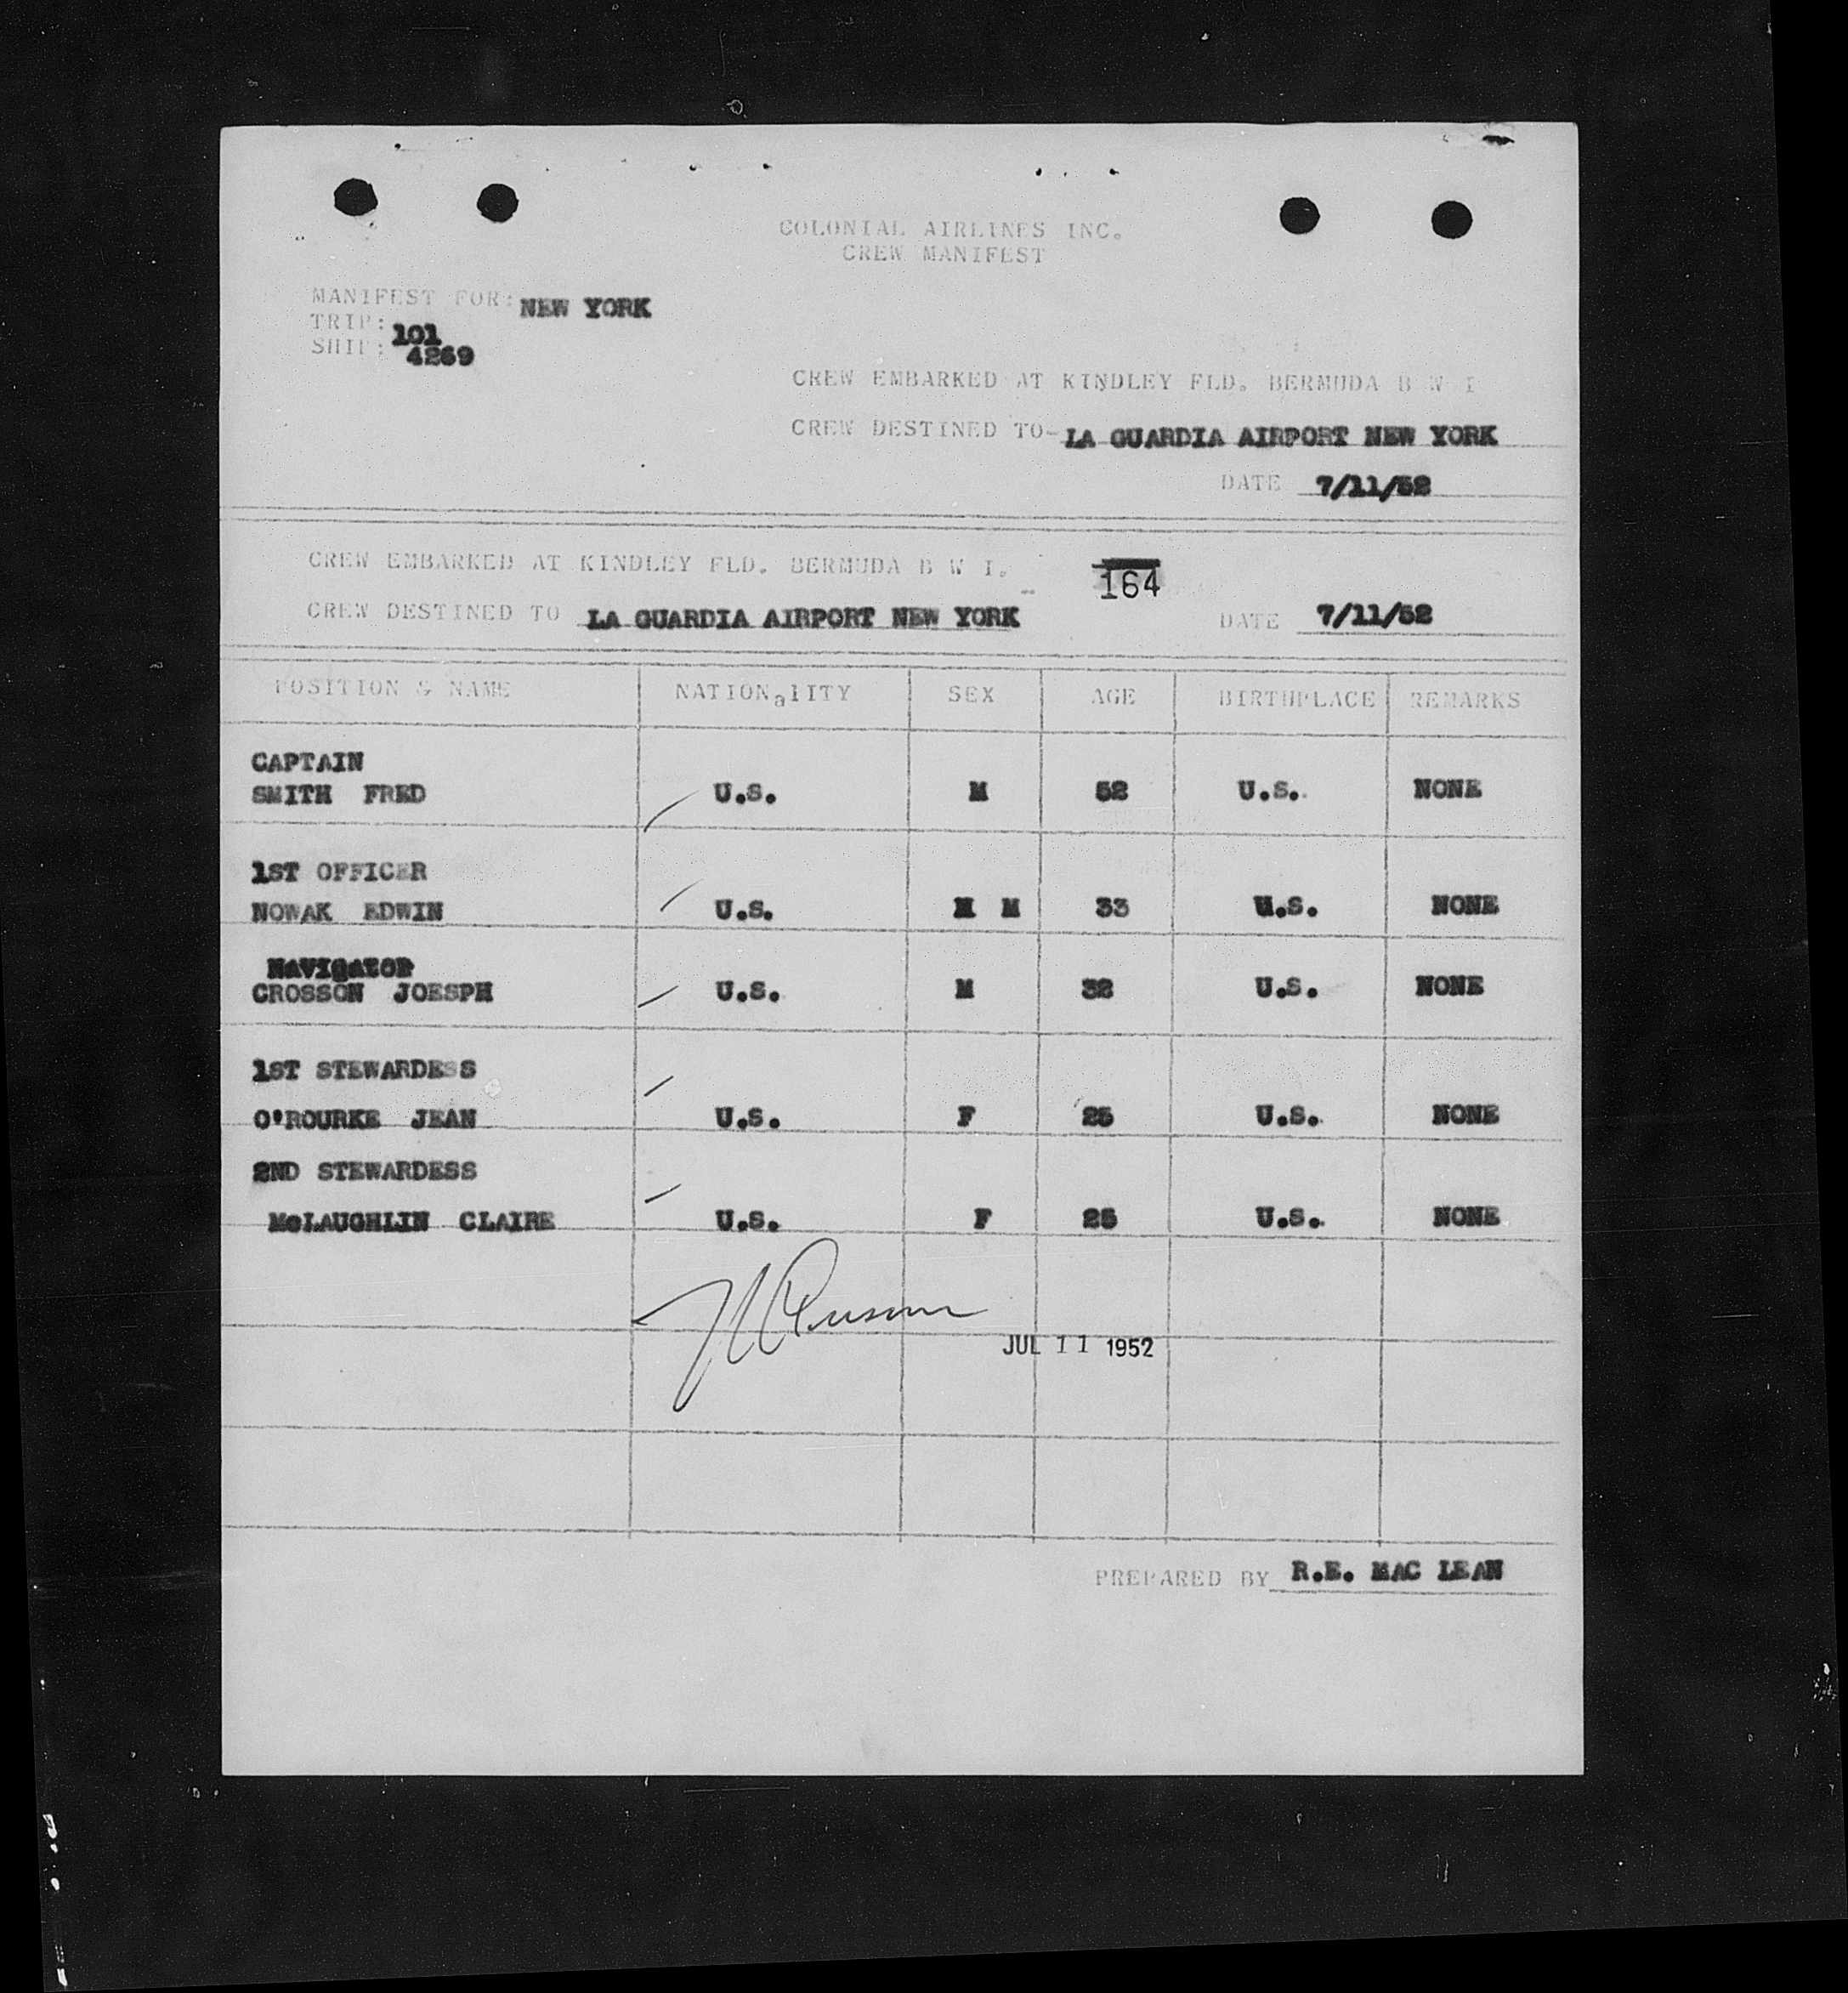 COLONIAL AIRLINES INC.
CREW MANIFEST
MANIFEST FOR: NEW YORK
TRIP: 101
SHIP: 4269
CREW EMBARKED AT KINDLEY FLD. BERMUDA B W I
CREW DESTINED TO- LA GUARDIA AIRPORT NEW YORK
DATE 7/11/52
CREW EMBARKED AT KINDLEY FLD. BERMUDA B W I.
164
CREW DESTINED TO LA GUARDIA AIRPORT NEW YORK DATE 7/11/52
POSITION & NAME NATIONalITY SEX AGE BIRTHPLACE REMARKS
CAPTAIN
SMITH FRED U.S. M 52 U.S. NONE
1ST OFFICER
NOWAK EDWIN U.S. M M 33 U.S. NONE
NAVIGATOR
CROSSON JOESPH U.S. M 32 U.S. NONE
1ST STEWARDESS
O'ROURKE JEAN U.S. F 25 U.S. NONE
2ND STEWARDESS
McLAUGHLIN CLAIRE U.S. F 25 U.S. NONE
JUL 11 1952
PREPARED BY R.E. MAC LEAN